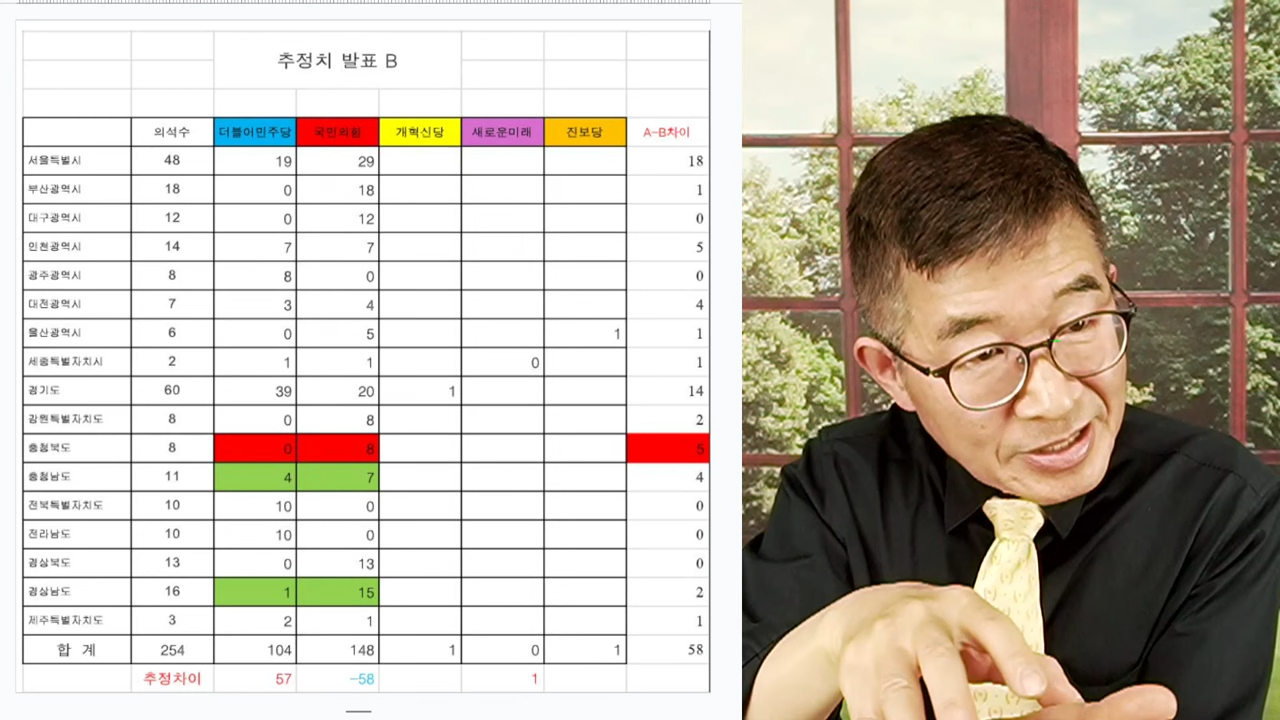 추정치 발표 B
의석수 더불어민주당 국민의힘 개혁신당 새로운미래 진보당 A-B차이
서울특별시 48 19 29 18
부산광역시 18 0 18 1
대구광역시 12 0 12 0
인천광역시 14 7 7 5
광주광역시 8 8 0 0
대전광역시 7 3 4 4
울산광역시 6 0 5 1 1
세종특별자치시 2 1 1 0 1
경기도 60 39 20 1 14
강원특별자치도 8 0 8 2
충청북도 8 0 8 5
충청남도 11 4 7 4
전북특별자치도 10 10 0 0
전라남도 10 10 0 0
경상북도 13 0 13 0
경상남도 16 1 15 2
제주특별자치도 3 2 1 1
합 계 254 104 148 1 0 1 58
추정차이 57 -58 1